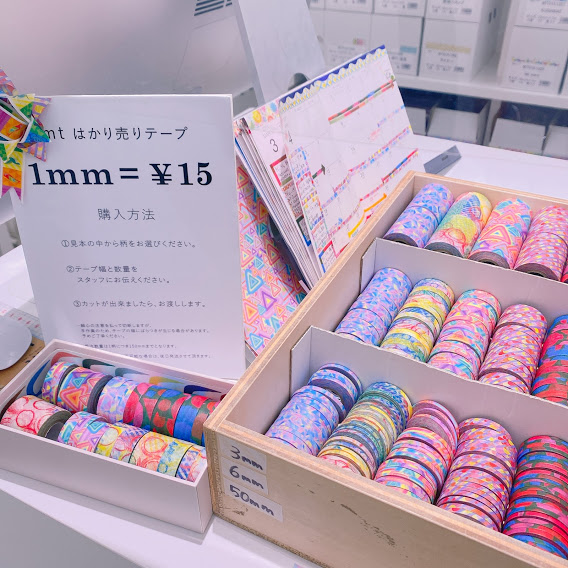 mt はかり売りテープ
1mm = ¥15
購入方法
①見本の中から柄をお選びください。
②テープ幅と数量を
スタッフにお伝えください。
③カットが出来ましたら、お渡しします。
3
3mm
6mm
50mm